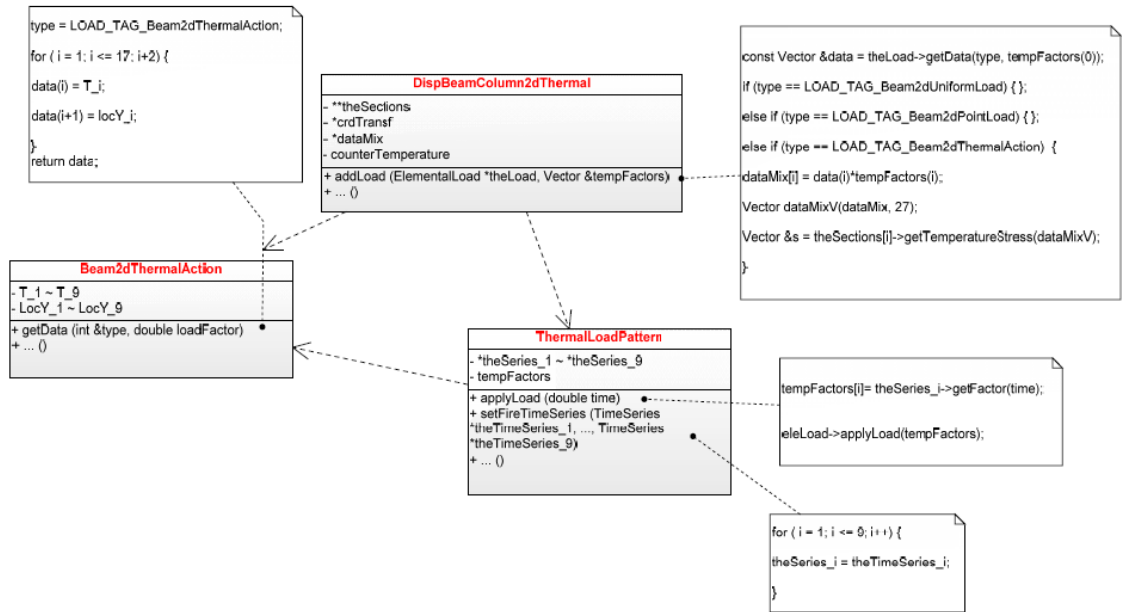 type = LOAD_TAG_Beam2dThermalAction;
for ( i = 1; i <= 17; i+2) {
data(i) = T_i;
data(i+1) = locY_i;
}
return data;
DispBeamColumn2dThermal
- **theSections
- *crdTransf
- *dataMix
- counterTemperature
+ addLoad (ElementalLoad *theLoad, Vector &tempFactors)
+ ... ()
const Vector &data = theLoad->getData(type, tempFactors(0));
if (type == LOAD_TAG_Beam2dUniformLoad) { };
else if (type == LOAD_TAG_Beam2dPointLoad) { };
else if (type == LOAD_TAG_Beam2dThermalAction) {
dataMix[i] = data(i)*tempFactors(i);
Vector dataMixV(dataMix, 27);
Vector &s = theSections[i]->getTemperatureStress(dataMixV);
}
Beam2dThermalAction
- T_1 ~ T_9
- LocY_1 ~ LocY_9
+ getData (int &type, double loadFactor)
+ ... ()
ThermalLoadPattern
- *theSeries_1 ~ *theSeries_9
- tempFactors
+ applyLoad (double time)
+ setFireTimeSeries (TimeSeries
*theTimeSeries_1, ..., TimeSeries
*theTimeSeries_9)
+ ... ()
tempFactors[i]= theSeries_i->getFactor(time);
eleLoad->applyLoad(tempFactors);
for ( i = 1; i <= 9; i++) {
theSeries_i = theTimeSeries_i;
}